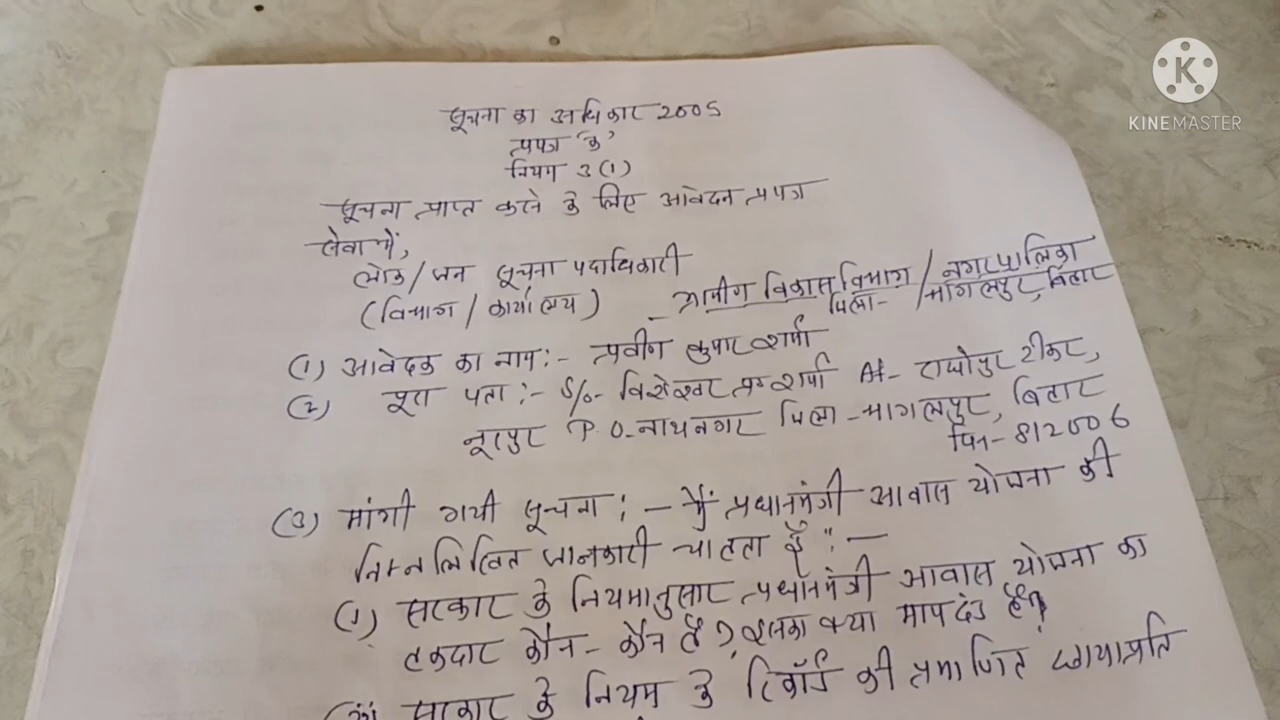 सूचना का अधिकार 2005
प्रपत्र 'क'
नियम 3(1)
सूचना प्राप्त करने के लिए आवेदन प्रपत्र
सेवा में,
लोक/जन सूचना पदाधिकारी
(विभाग/कार्यालय) - ग्रामीण विकास विभाग/नगरपालिका
जिला- भागलपुर, बिहार
(1) आवेदक का नाम:- प्रवीण कुमार शर्मा
(2) पूरा पता:- S/o- विशेश्वर प्र० शर्मा At- राघोपुर टीकर,
नूरपुर P.O-नाथनगर जिला-भागलपुर, बिहार
पिन-812006
(3) मांगी गयी सूचना:- मैं प्रधानमंत्री आवास योजना की
निम्नलिखित जानकारी चाहता हूँ:-
(i) सरकार के नियमानुसार प्रधानमंत्री आवास योजना का
हकदार कौन-कौन है? इसका क्या मापदंड है?
(ii) सरकार के नियम के रिकॉर्ड की प्रमाणित छायाप्रति
K
KINEMASTER